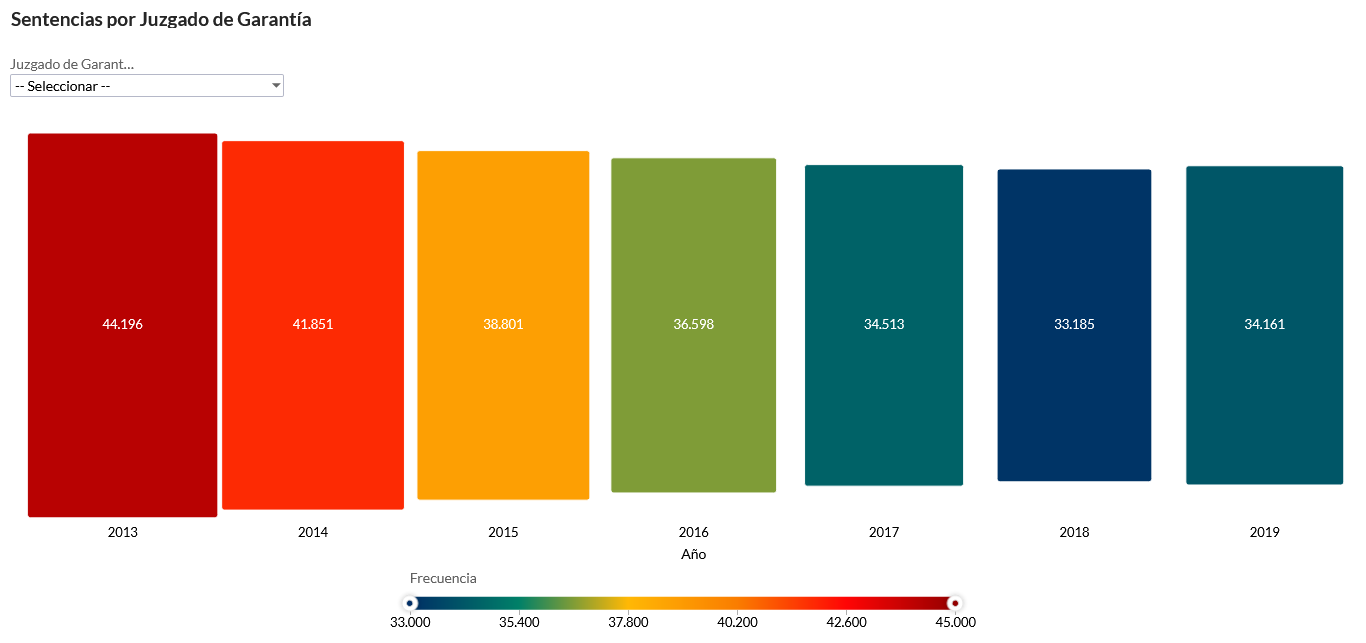 Sentencias por Juzgado de Garantía
Juzgado de Garant...
-- Seleccionar --
44.196 41.851 38.801 36.598 34.513 33.185 34.161
2013 2014 2015 2016 2017 2018 2019
Año
Frecuencia
33.000 35.400 37.800 40.200 42.600 45.000